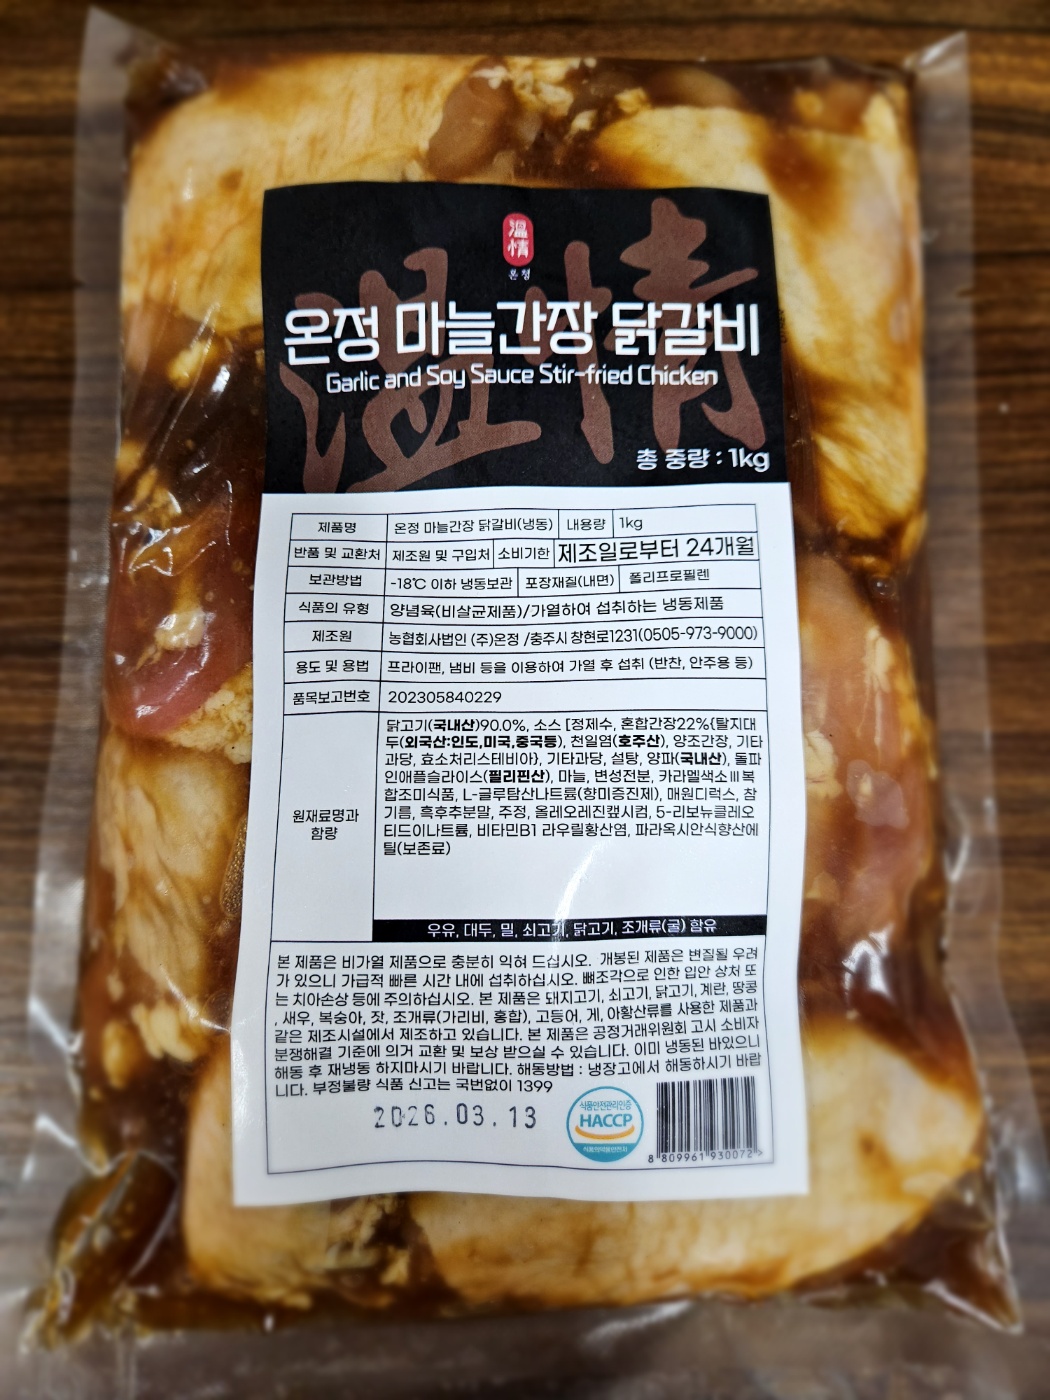 溫情
온정
溫情
온정 마늘간장 닭갈비
Garlic and Soy Sauce Stir-fried Chicken
총 중량 : 1kg
제품명 온정 마늘간장 닭갈비(냉동) 내용량 1kg
반품 및 교환처 제조원 및 구입처 소비기한 제조일로부터 24개월
보관방법 -18℃ 이하 냉동보관 포장재질(내면) 폴리프로필렌
식품의 유형 양념육(비살균제품)/가열하여 섭취하는 냉동제품
제조원 농협회사법인 (주)온정 /충주시 창현로1231(0505-973-9000)
용도 및 용법 프라이팬, 냄비 등을 이용하여 가열 후 섭취 (반찬, 안주용 등)
품목보고번호 202305840229
원재료명과 함량
닭고기(국내산)90.0%, 소스 [정제수, 혼합간장22%{탈지대
두(외국산:인도,미국,중국등), 천일염(호주산), 양조간장, 기타
과당, 효소처리스테비아}, 기타과당, 설탕, 양파(국내산), 돌파
인애플슬라이스(필리핀산), 마늘, 변성전분, 카라멜색소Ⅲ복
합조미식품, L-글루탐산나트륨(향미증진제), 매원디럭스, 참
기름, 흑후추분말, 주정, 올레오레진캪시컴, 5-리보뉴클레오
티드이나트륨, 비타민B1 라우릴황산염, 파라옥시안식향산에
틸(보존료)
우유, 대두, 밀, 쇠고기, 닭고기, 조개류(굴) 함유
본 제품은 비가열 제품으로 충분히 익혀 드십시오. 개봉된 제품은 변질될 우려
가 있으니 가급적 빠른 시간 내에 섭취하십시오. 뼈조각으로 인한 입안 상처 또
는 치아손상 등에 주의하십시오. 본 제품은 돼지고기, 쇠고기, 닭고기, 계란, 땅콩
, 새우, 복숭아, 잣, 조개류(가리비, 홍합), 고등어, 게, 아황산류를 사용한 제품과
같은 제조시설에서 제조하고 있습니다. 본 제품은 공정거래위원회 고시 소비자
분쟁해결 기준에 의거 교환 및 보상 받으실 수 있습니다. 이미 냉동된 바있으니
해동 후 재냉동 하지마시기 바랍니다. 해동방법 : 냉장고에서 해동하시기 바랍
니다. 부정불량 식품 신고는 국번없이 1399
2026.03.13
식품안전관리인증
HACCP
식품의약품안전처
8 809961 930072 >